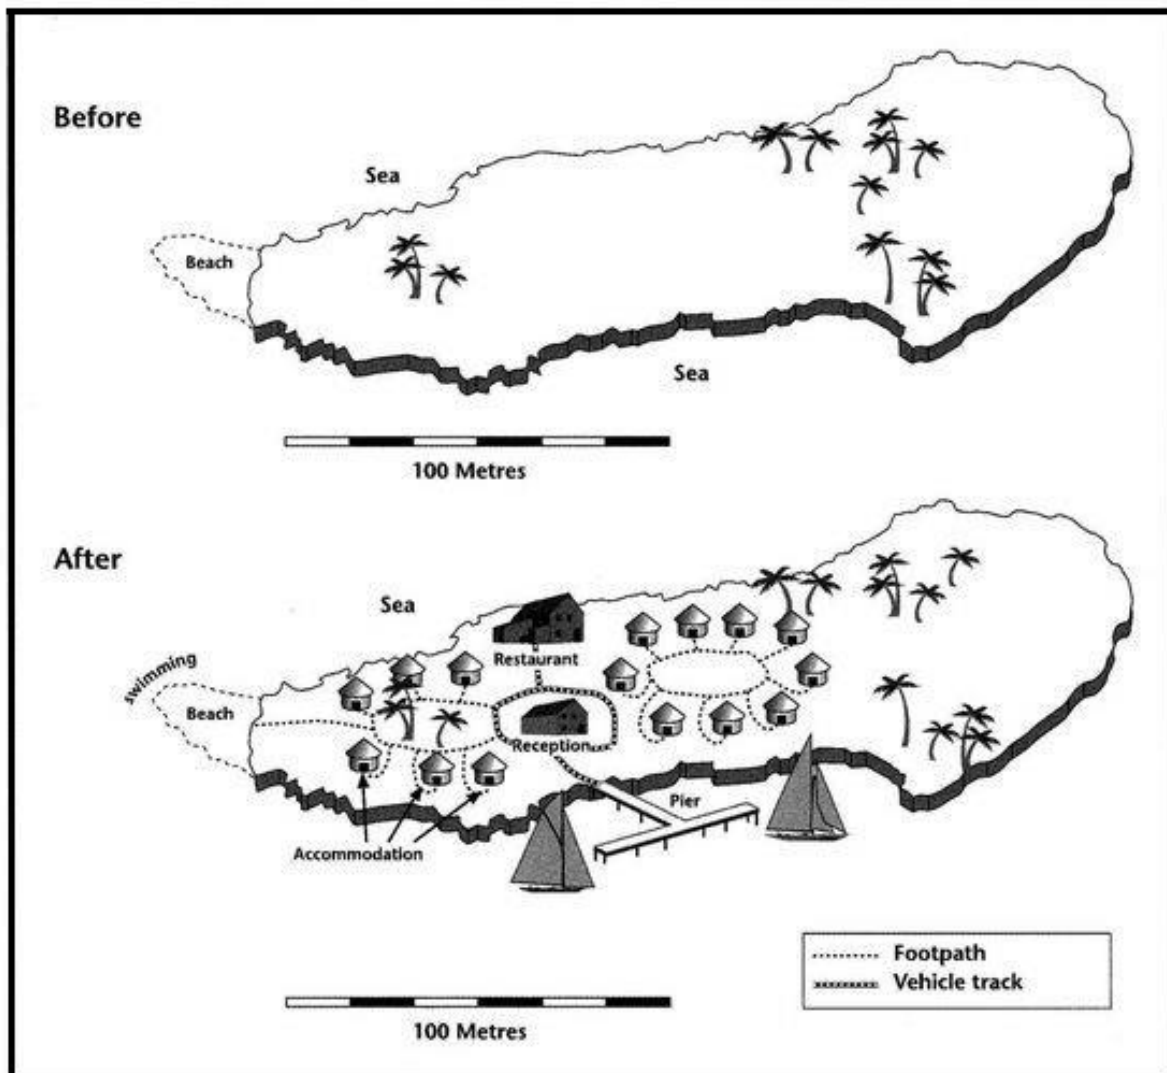 Before
Sea
Beach
Sea
100 Metres
After
Sea
swimming
Restaurant
Beach
Reception
Pier
Accommodation
Footpath
Vehicle track
100 Metres